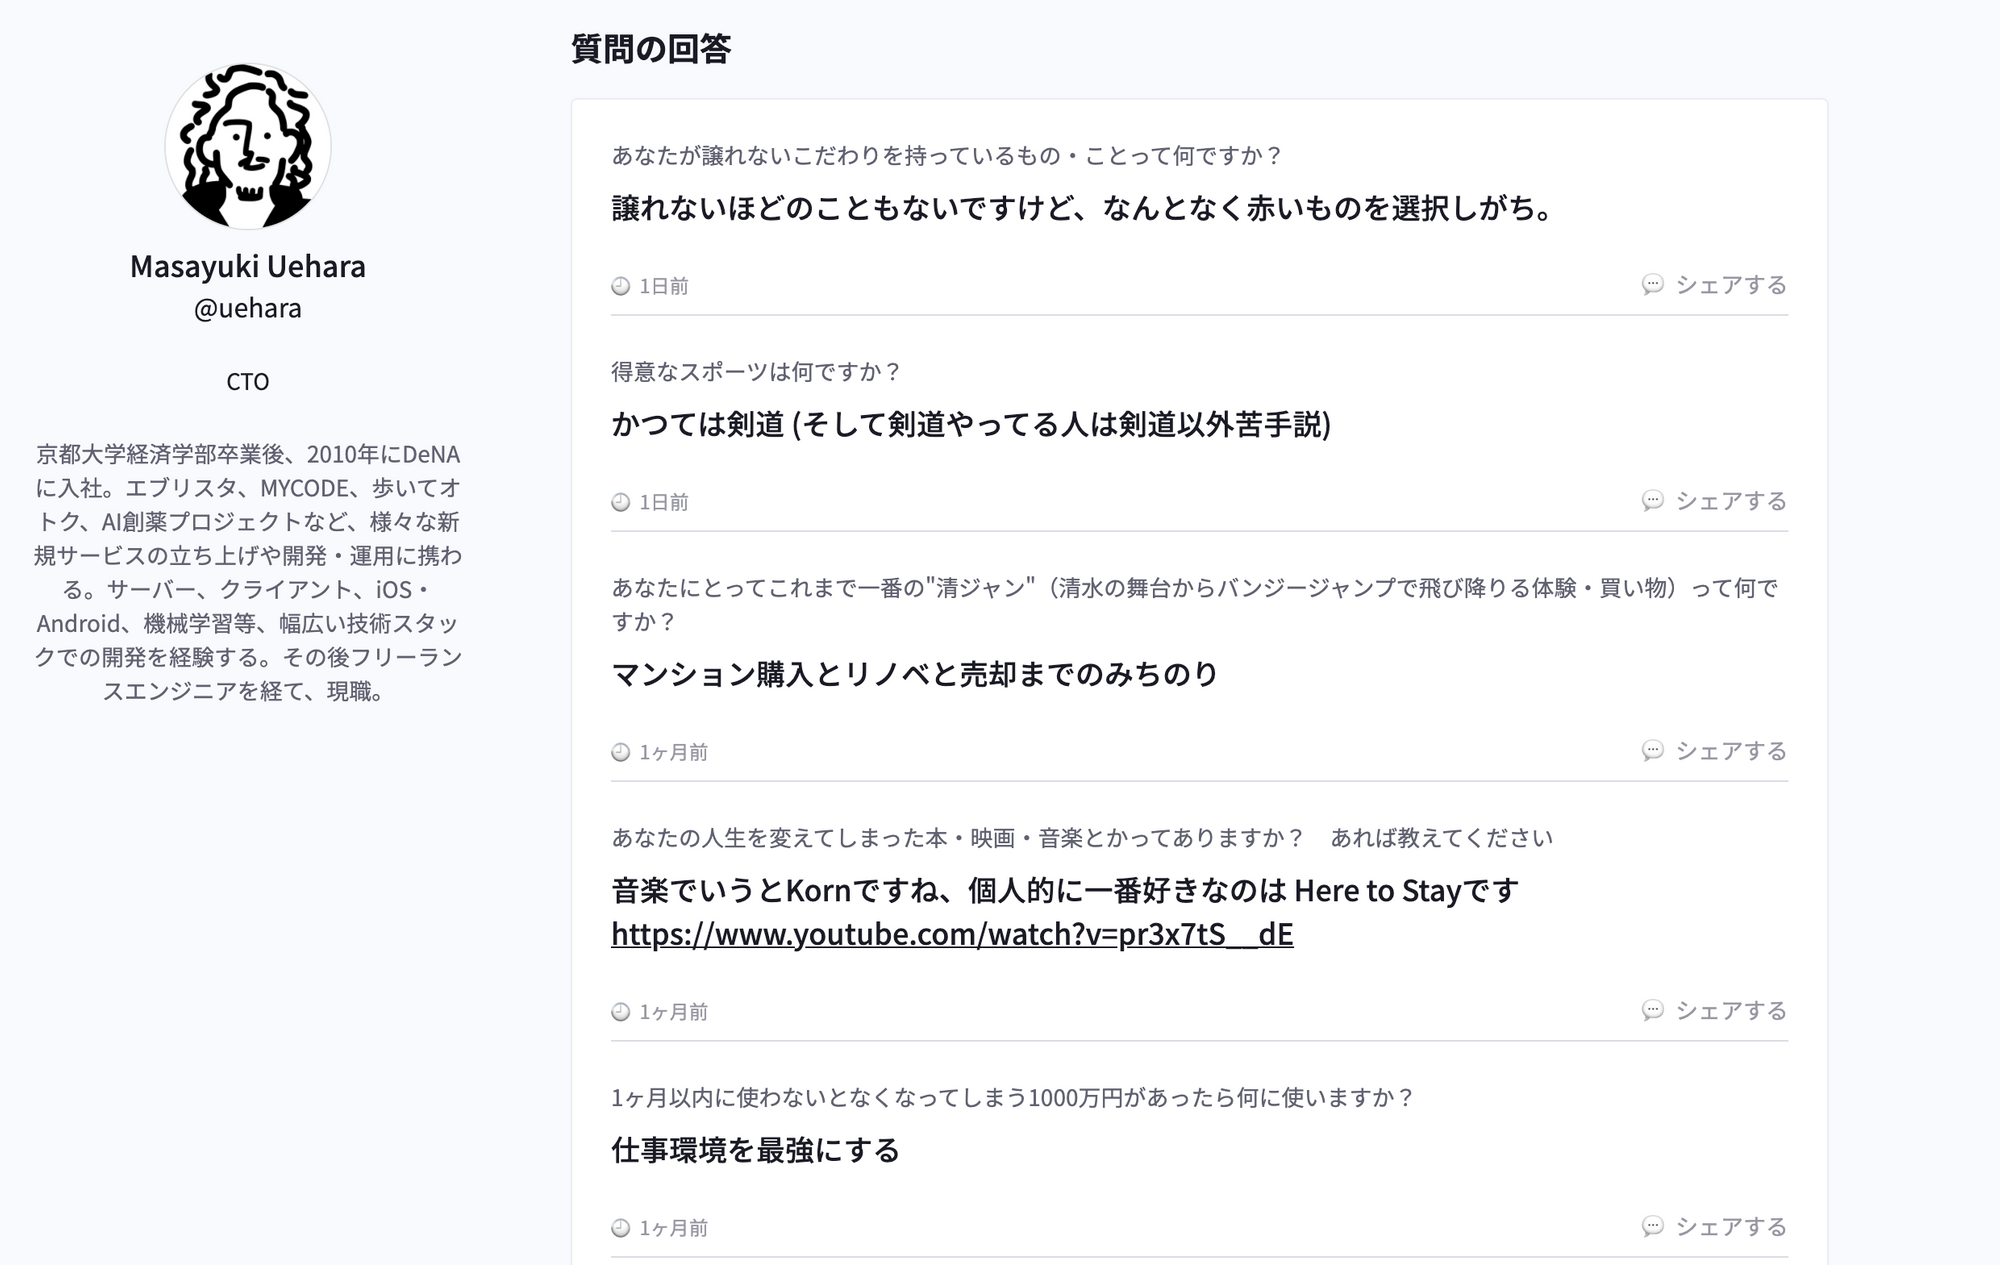 Masayuki Uehara
@uehara
CTO
京都大学経済学部卒業後、2010年にDeNA
に入社。エブリスタ、MYCODE、歩いてオ
トク、AI創薬プロジェクトなど、様々な新
規サービスの立ち上げや開発・運用に携わ
る。サーバー、クライアント、iOS・
Android、機械学習等、幅広い技術スタッ
クでの開発を経験する。その後フリーラン
スエンジニアを経て、現職。
質問の回答
あなたが譲れないこだわりを持っているもの・ことって何ですか？
譲れないほどのこともないですけど、なんとなく赤いものを選択しがち。
1日前
シェアする
得意なスポーツは何ですか？
かつては剣道 (そして剣道やってる人は剣道以外苦手説)
1日前
シェアする
あなたにとってこれまで一番の"清ジャン"（清水の舞台からバンジージャンプで飛び降りる体験・買い物）って何で
すか？
マンション購入とリノベと売却までのみちのり
1ヶ月前
シェアする
あなたの人生を変えてしまった本・映画・音楽とかってありますか？　あれば教えてください
音楽でいうとKornですね、個人的に一番好きなのは Here to Stayです
https://www.youtube.com/watch?v=pr3x7tS__dE
1ヶ月前
シェアする
1ヶ月以内に使わないとなくなってしまう1000万円があったら何に使いますか？
仕事環境を最強にする
1ヶ月前
シェアする